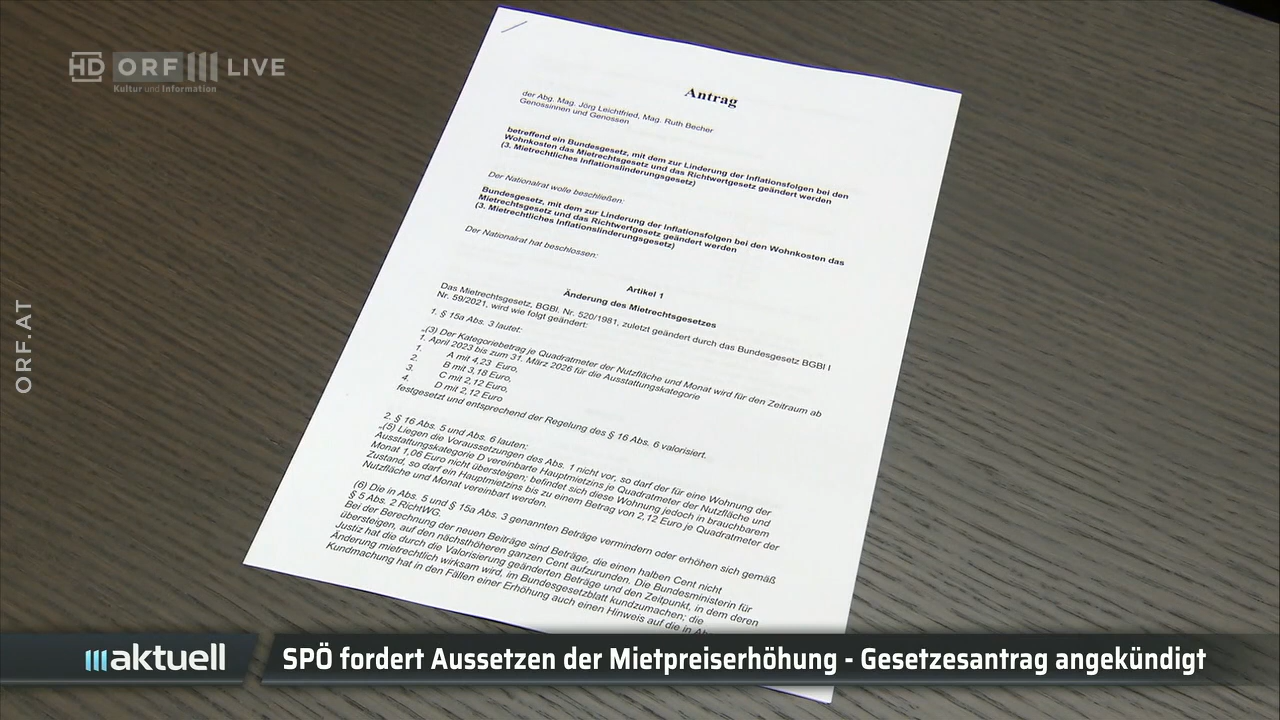 HD ORF III LIVE
Kultur und Information
ORF.AT
Antrag
der Abg. Mag. Jörg Leichtfried, Mag. Ruth Becher
Genossinnen und Genossen
betreffend ein Bundesgesetz, mit dem zur Linderung der Inflationsfolgen bei den
Wohnkosten das Mietrechtsgesetz und das Richtwertgesetz geändert werden
(3. Mietrechtliches Inflationslinderungsgesetz)
Der Nationalrat wolle beschließen:
Bundesgesetz, mit dem zur Linderung der Inflationsfolgen bei den Wohnkosten das
Mietrechtsgesetz und das Richtwertgesetz geändert werden
(3. Mietrechtliches Inflationslinderungsgesetz)
Der Nationalrat hat beschlossen:
Artikel 1
Änderung des Mietrechtsgesetzes
Das Mietrechtsgesetz, BGBl. Nr. 520/1981, zuletzt geändert durch das Bundesgesetz BGBl I
Nr. 59/2021, wird wie folgt geändert:
1. § 15a Abs. 3 lautet:
„(3) Der Kategoriebetrag je Quadratmeter der Nutzfläche und Monat wird für den Zeitraum ab
1. April 2023 bis zum 31. März 2026 für die Ausstattungskategorie
1. A mit 4,23 Euro,
2. B mit 3,18 Euro,
3. C mit 2,12 Euro,
4. D mit 2,12 Euro
festgesetzt und entsprechend der Regelung des § 16 Abs. 6 valorisiert.
2. § 16 Abs. 5 und Abs. 6 lauten:
„(5) Liegen die Voraussetzungen des Abs. 1 nicht vor, so darf der für eine Wohnung der
Ausstattungskategorie D vereinbarte Hauptmietzins je Quadratmeter der Nutzfläche und
Monat 1,06 Euro nicht übersteigen; befindet sich diese Wohnung jedoch in brauchbarem
Zustand, so darf ein Hauptmietzins bis zu einem Betrag von 2,12 Euro je Quadratmeter der
Nutzfläche und Monat vereinbart werden.
(6) Die in Abs. 5 und § 15a Abs. 3 genannten Beträge vermindern oder erhöhen sich gemäß
§ 5 Abs. 2 RichtWG.
Bei der Berechnung der neuen Beiträge sind Beträge, die einen halben Cent nicht
übersteigen, auf den nächsthöheren ganzen Cent aufzurunden. Die Bundesministerin für
Justiz hat die durch die Valorisierung geänderten Beträge und den Zeitpunkt, in dem deren
Änderung mietrechtlich wirksam wird, im Bundesgesetzblatt kundzumachen; die
Kundmachung hat in den Fällen einer Erhöhung auch einen Hinweis auf die in
III aktuell
SPÖ fordert Aussetzen der Mietpreiserhöhung - Gesetzesantrag angekündigt